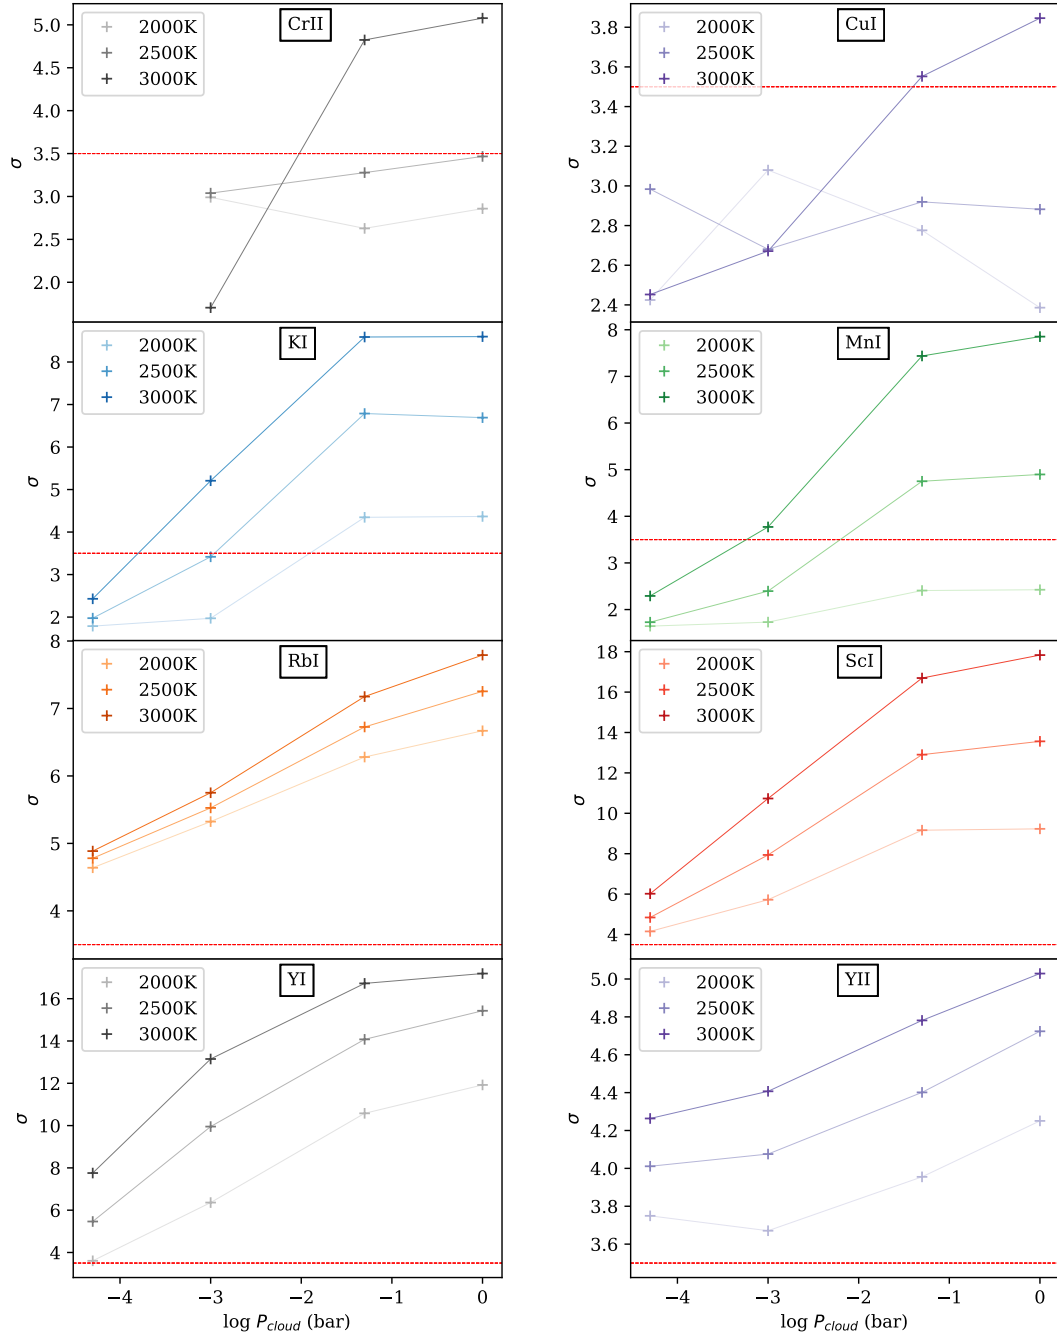 CrII
2000K
2500K
3000K
5.0
4.5
4.0
3.5
3.0
2.5
2.0
σ
CuI
2000K
2500K
3000K
3.8
3.6
3.4
3.2
3.0
2.8
2.6
2.4
σ
KI
2000K
2500K
3000K
8
7
6
5
4
3
2
σ
MnI
2000K
2500K
3000K
8
7
6
5
4
3
2
σ
RbI
2000K
2500K
3000K
8
7
6
5
4
σ
ScI
2000K
2500K
3000K
18
16
14
12
10
8
6
4
σ
YI
2000K
2500K
3000K
16
14
12
10
8
6
4
σ
−4 −3 −2 −1 0
log P_cloud (bar)
YII
2000K
2500K
3000K
5.0
4.8
4.6
4.4
4.2
4.0
3.8
3.6
σ
−4 −3 −2 −1 0
log P_cloud (bar)